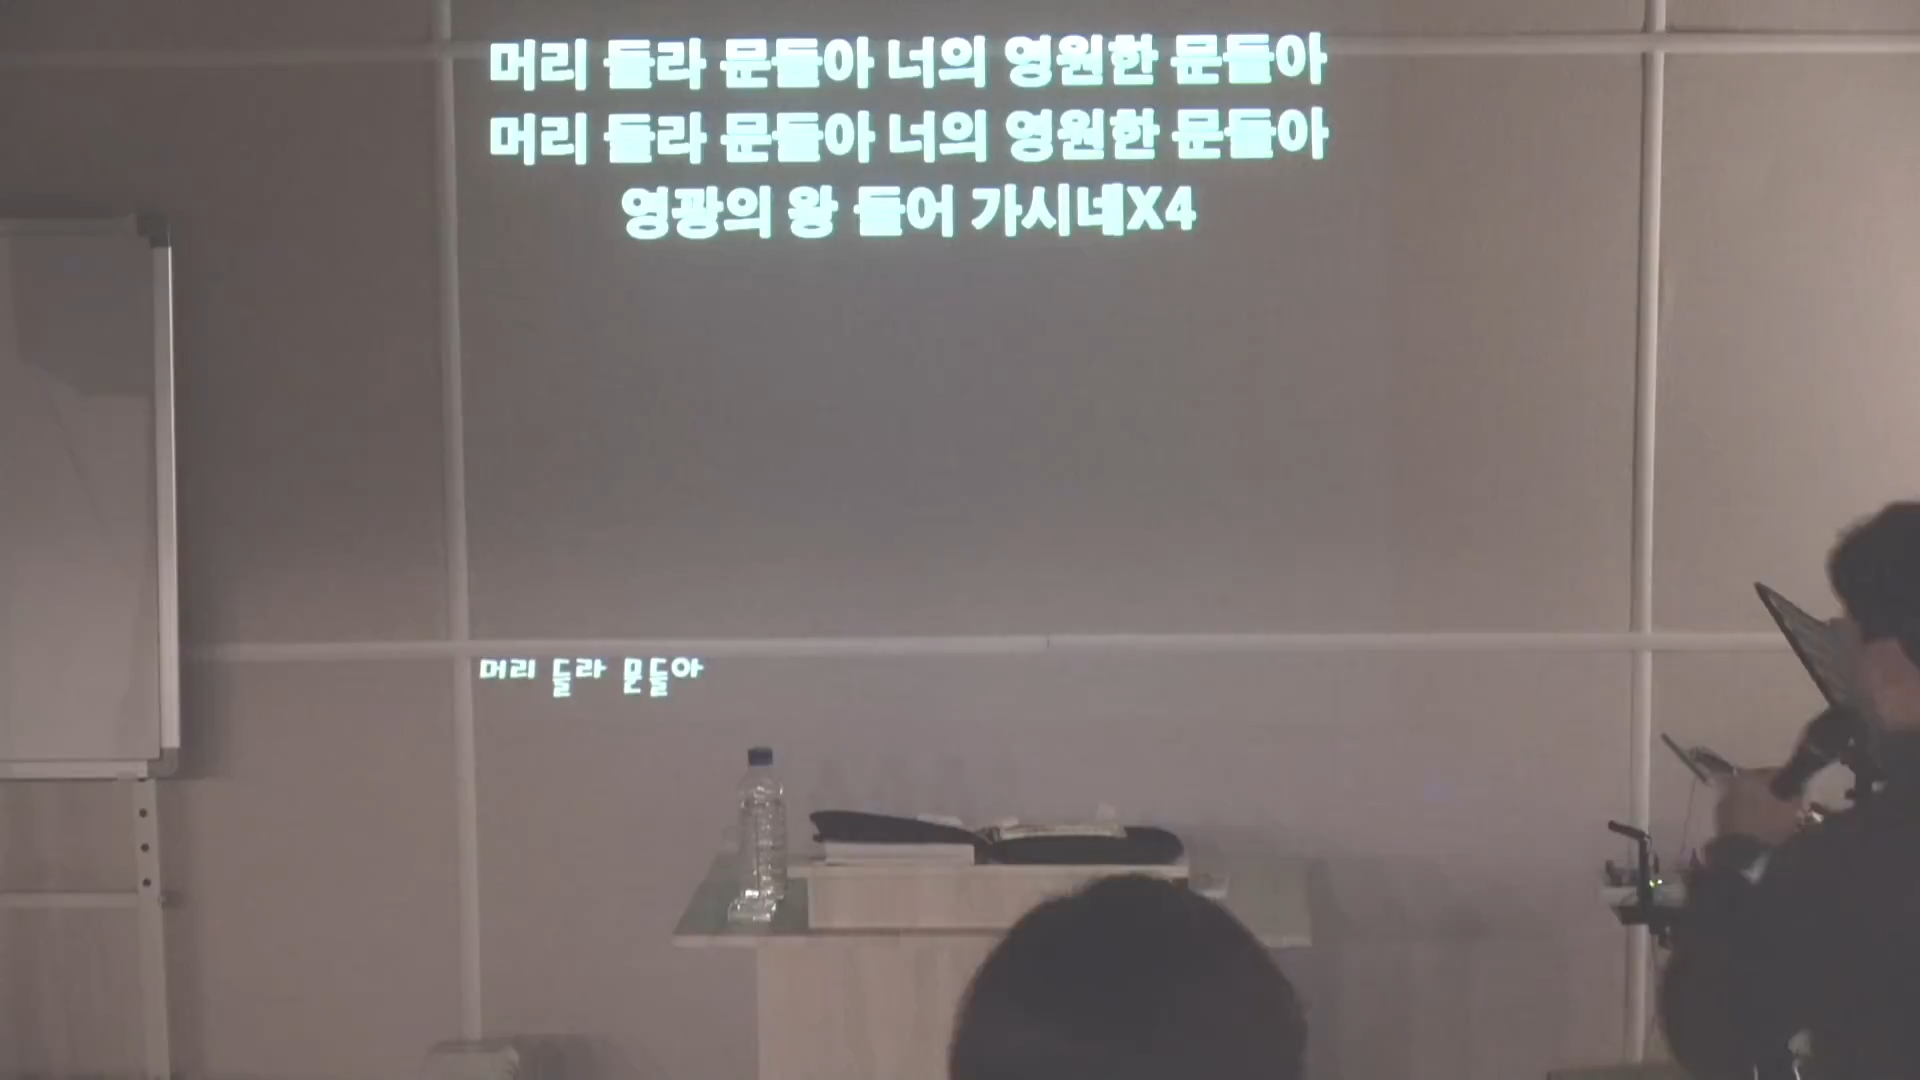 머리 들라 문들아 너의 영원한 문들아
머리 들라 문들아 너의 영원한 문들아
영광의 왕 들어 가시네X4
머리 들라 문들아